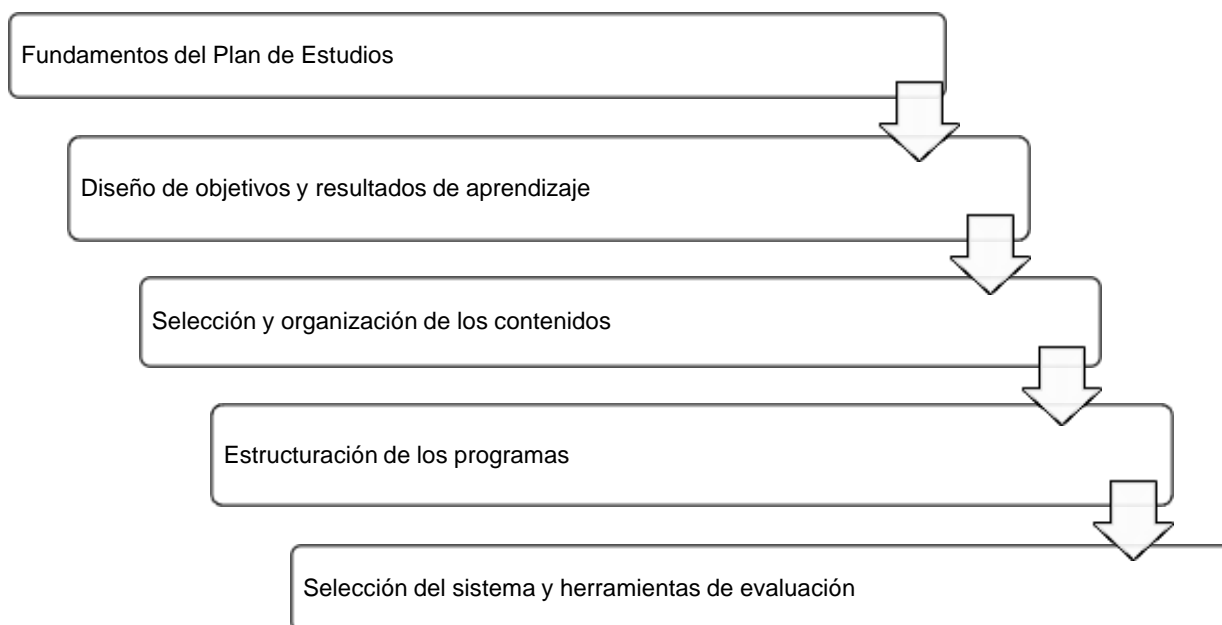 Fundamentos del Plan de Estudios
Diseño de objetivos y resultados de aprendizaje
Selección y organización de los contenidos
Estructuración de los programas
Selección del sistema y herramientas de evaluación